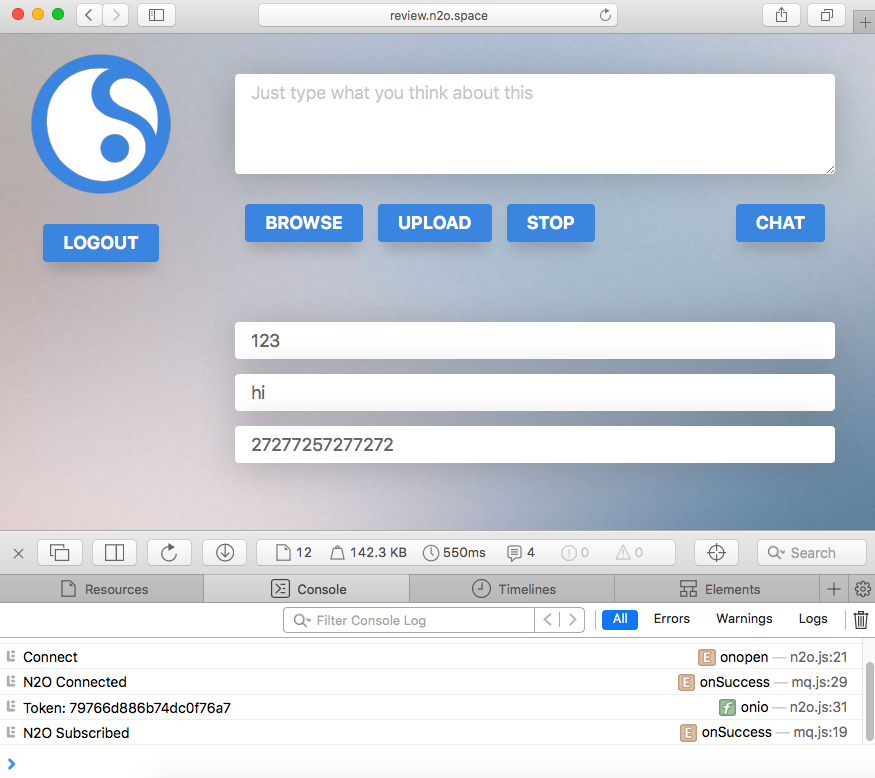 review.n2o.space
Just type what you think about this
LOGOUT
BROWSE UPLOAD STOP CHAT
123
hi
27277257277272
12 142.3 KB 550ms 4 0 0 Search
Resources Console Timelines Elements
Filter Console Log All Errors Warnings Logs
Connect E onopen — n2o.js:21
N2O Connected E onSuccess — mq.js:29
Token: 79766d886b74dc0f76a7 f onio — n2o.js:31
N2O Subscribed E onSuccess — mq.js:19